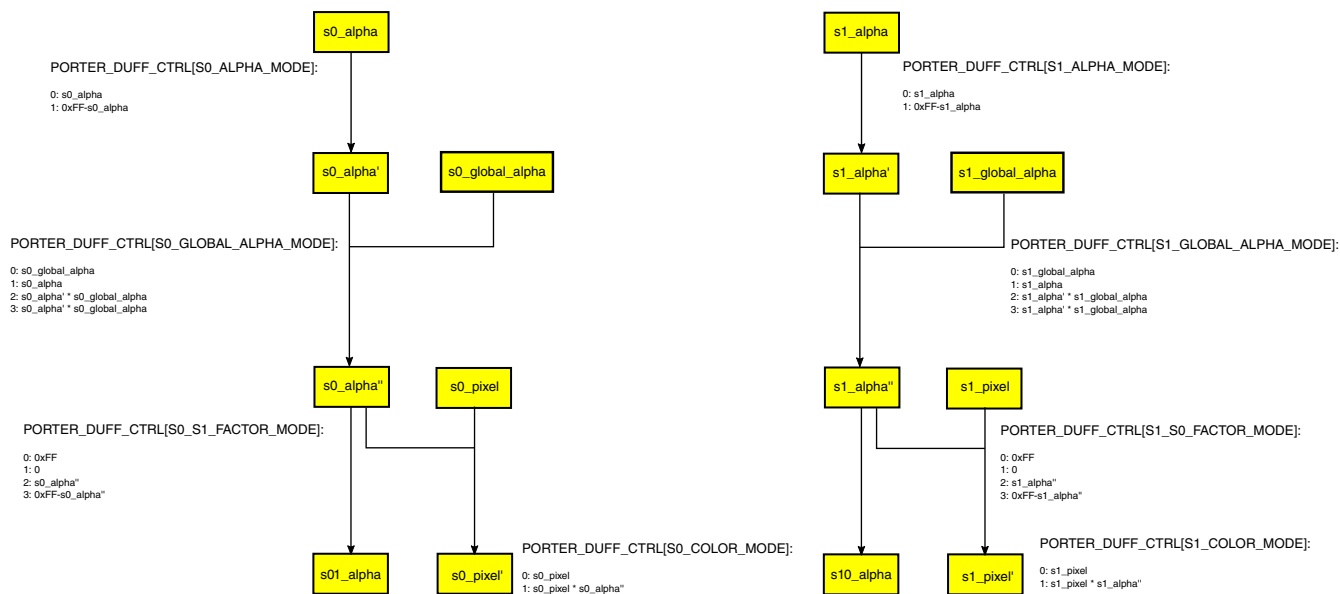 s0_alpha
s1_alpha
PORTER_DUFF_CTRL[S0_ALPHA_MODE]:
0: s0_alpha
1: 0xFF-s0_alpha
PORTER_DUFF_CTRL[S1_ALPHA_MODE]:
0: s1_alpha
1: 0xFF-s1_alpha
s0_alpha'
s0_global_alpha
s1_alpha'
s1_global_alpha
PORTER_DUFF_CTRL[S0_GLOBAL_ALPHA_MODE]:
0: s0_global_alpha
1: s0_alpha
2: s0_alpha' * s0_global_alpha
3: s0_alpha' * s0_global_alpha
PORTER_DUFF_CTRL[S1_GLOBAL_ALPHA_MODE]:
0: s1_global_alpha
1: s1_alpha
2: s1_alpha' * s1_global_alpha
3: s1_alpha' * s1_global_alpha
s0_alpha"
s0_pixel
s1_alpha"
s1_pixel
PORTER_DUFF_CTRL[S0_S1_FACTOR_MODE]:
0: 0xFF
1: 0
2: s0_alpha"
3: 0xFF-s0_alpha"
PORTER_DUFF_CTRL[S1_S0_FACTOR_MODE]:
0: 0xFF
1: 0
2: s1_alpha"
3: 0xFF-s1_alpha"
s01_alpha
s0_pixel'
PORTER_DUFF_CTRL[S0_COLOR_MODE]:
0: s0_pixel
1: s0_pixel * s0_alpha"
s10_alpha
s1_pixel'
PORTER_DUFF_CTRL[S1_COLOR_MODE]:
0: s1_pixel
1: s1_pixel * s1_alpha"